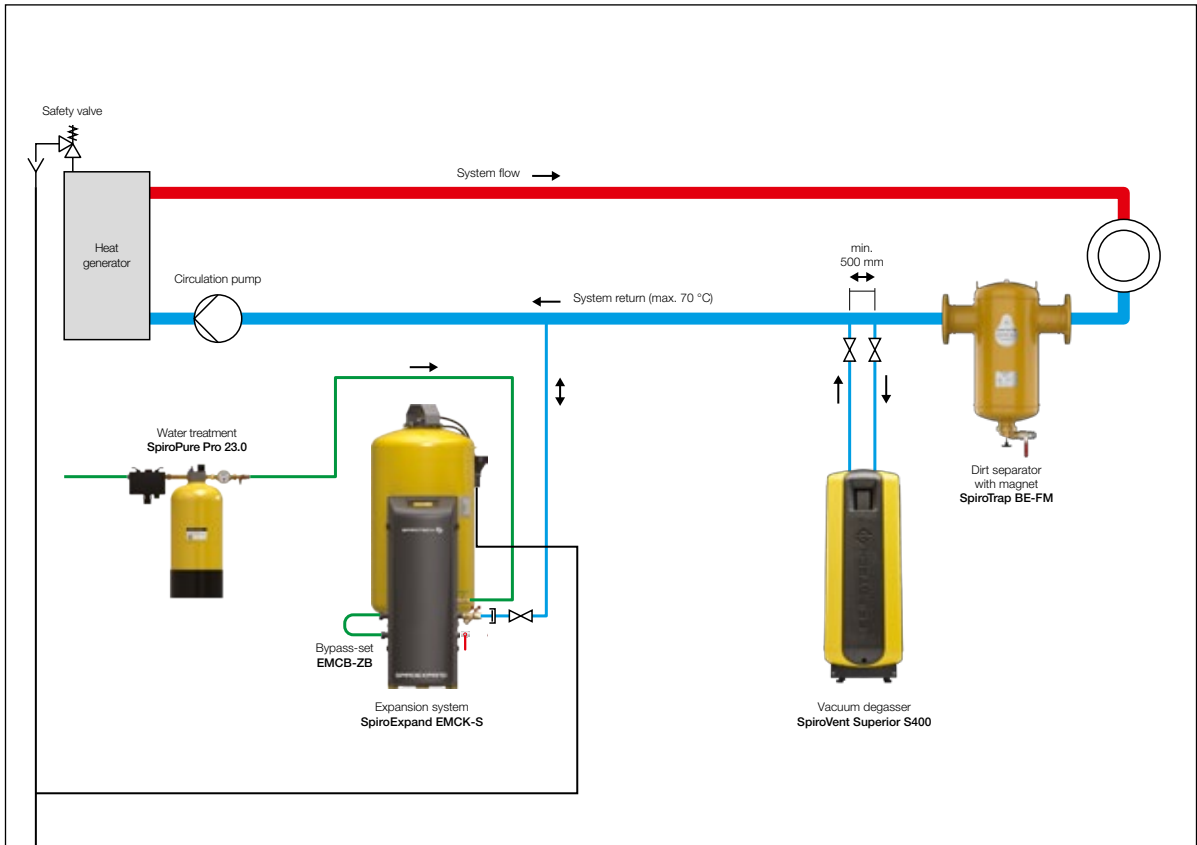 Safety valve
System flow
Heat
generator
min.
500 mm
Circulation pump
System return (max. 70 °C)
Water treatment
SpiroPure Pro 23.0
Dirt separator
with magnet
SpiroTrap BE-FM
Bypass-set
EMCB-ZB
SPIROEXPAND
Expansion system
SpiroExpand EMCK-S
Vacuum degasser
SpiroVent Superior S400